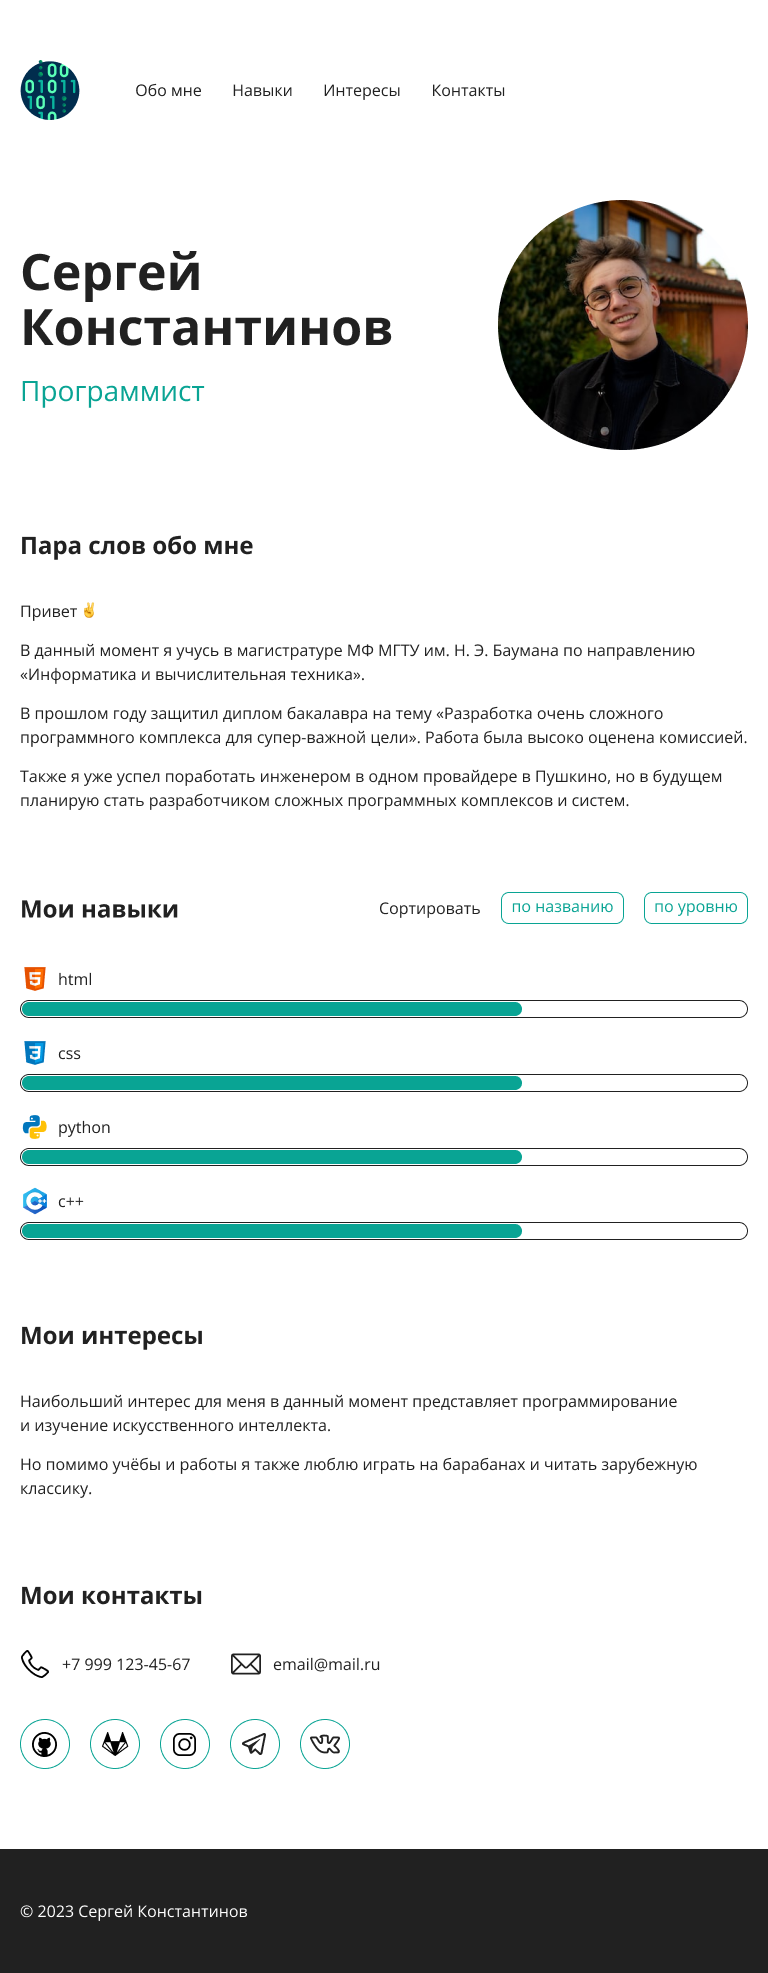 00
01011
101
10
Обо мне Навыки Интересы Контакты
Сергей
Константинов
Программист
Пара слов обо мне
Привет ✌
В данный момент я учусь в магистратуре МФ МГТУ им. Н. Э. Баумана по направлению
«Информатика и вычислительная техника».
В прошлом году защитил диплом бакалавра на тему «Разработка очень сложного
программного комплекса для супер-важной цели». Работа была высоко оценена комиссией.
Также я уже успел поработать инженером в одном провайдере в Пушкино, но в будущем
планирую стать разработчиком сложных программных комплексов и систем.
Мои навыки Сортировать по названию по уровню
html
css
python
c++
Мои интересы
Наибольший интерес для меня в данный момент представляет программирование
и изучение искусственного интеллекта.
Но помимо учёбы и работы я также люблю играть на барабанах и читать зарубежную
классику.
Мои контакты
+7 999 123-45-67 email@mail.ru
© 2023 Сергей Константинов